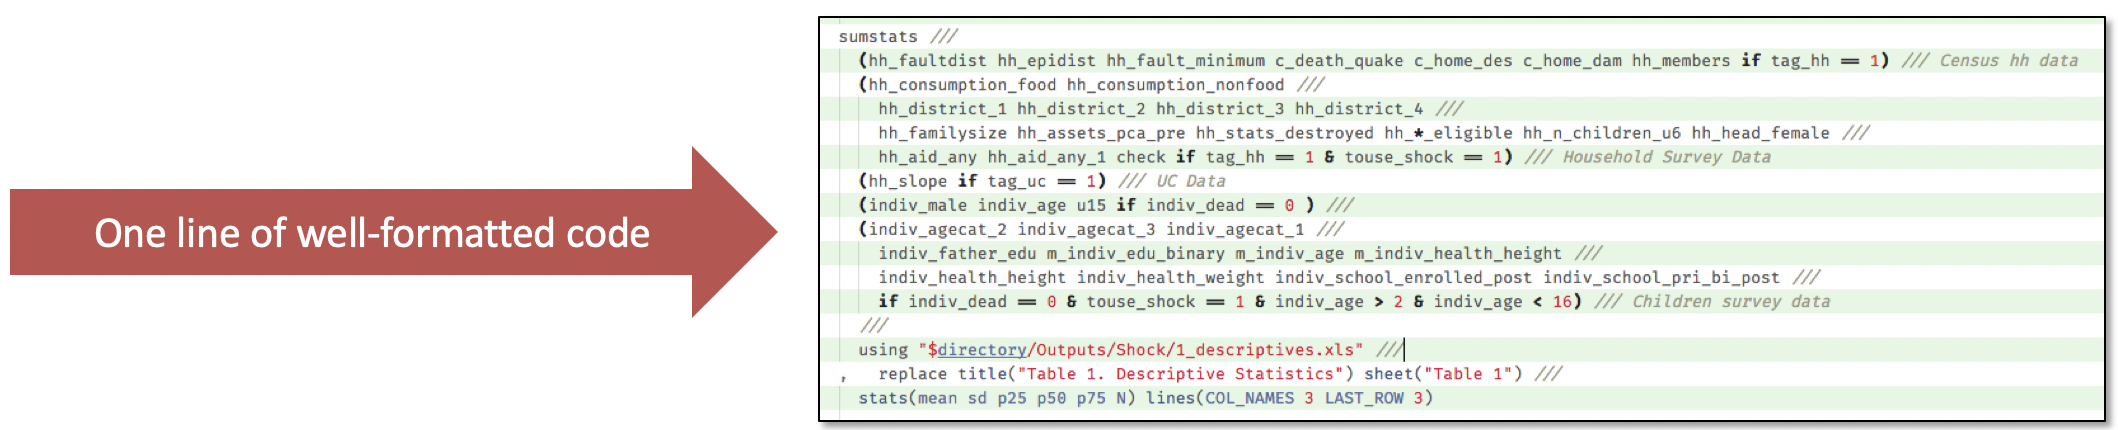 One line of well-formatted code
sumstats ///
(hh_faultdist hh_epidist hh_fault_minimum c_death_quake c_home_des c_home_dam hh_members if tag_hh == 1) /// Census hh data
(hh_consumption_food hh_consumption_nonfood ///
hh_district_1 hh_district_2 hh_district_3 hh_district_4 ///
hh_familysize hh_assets_pca_pre hh_stats_destroyed hh_*_eligible hh_n_children_u6 hh_head_female ///
hh_aid_any hh_aid_any_1 check if tag_hh == 1 & touse_shock == 1) /// Household Survey Data
(hh_slope if tag_uc == 1) /// UC Data
(indiv_male indiv_age u15 if indiv_dead == 0 ) ///
(indiv_agecat_2 indiv_agecat_3 indiv_agecat_1 ///
indiv_father_edu m_indiv_edu_binary m_indiv_age m_indiv_health_height ///
indiv_health_height indiv_health_weight indiv_school_enrolled_post indiv_school_pri_bi_post ///
if indiv_dead == 0 & touse_shock == 1 & indiv_age > 2 & indiv_age < 16) /// Children survey data
///
using "$directory/Outputs/Shock/1_descriptives.xls" ///
, replace title("Table 1. Descriptive Statistics") sheet("Table 1") ///
stats(mean sd p25 p50 p75 N) lines(COL_NAMES 3 LAST_ROW 3)